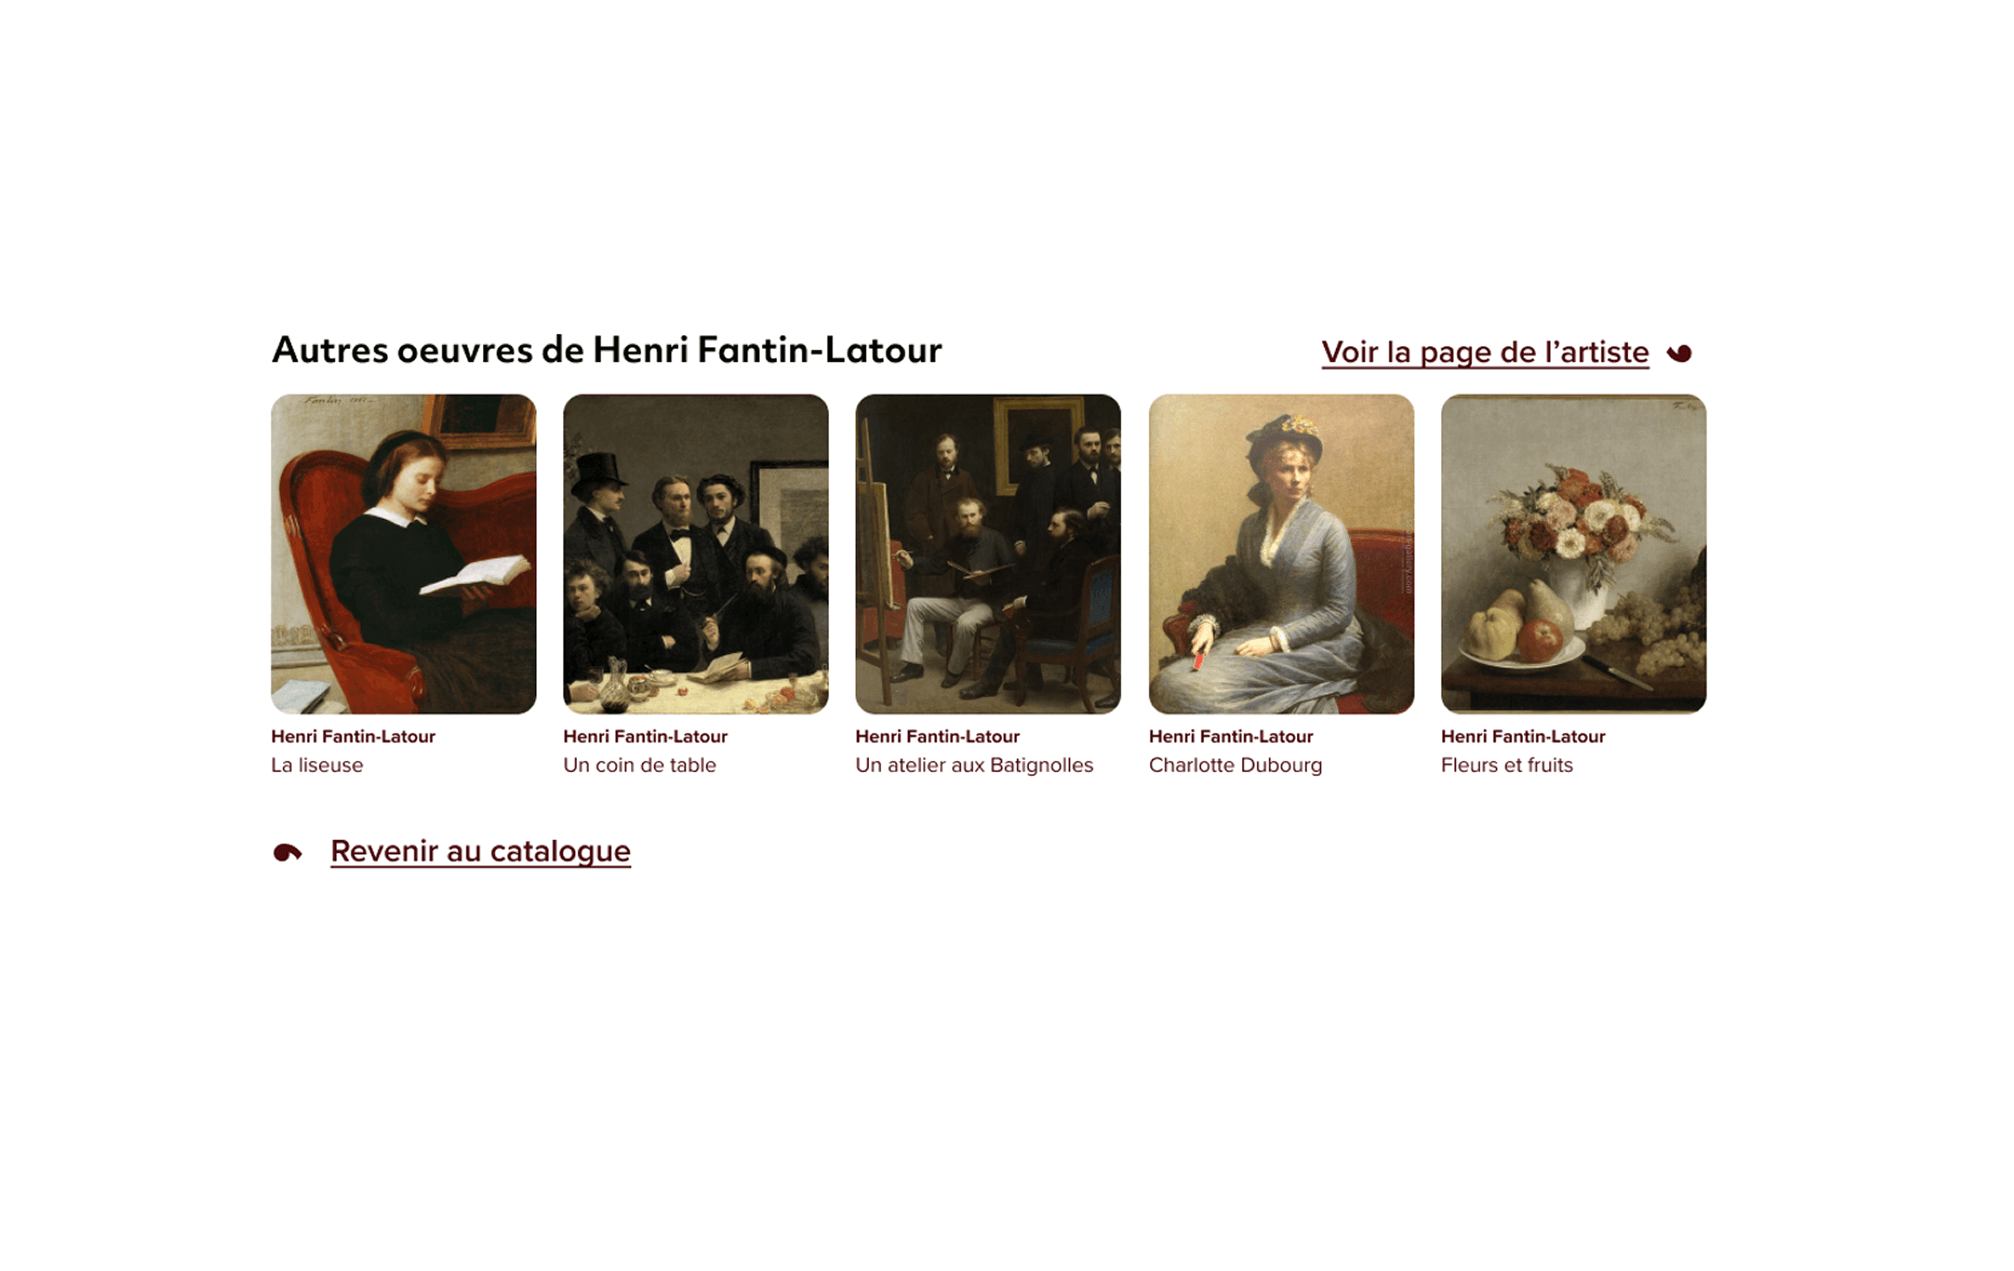 Autres oeuvres de Henri Fantin-Latour
Voir la page de l’artiste
Fantin
Henri Fantin-Latour
La liseuse
Henri Fantin-Latour
Un coin de table
Henri Fantin-Latour
Un atelier aux Batignolles
Henri Fantin-Latour
Charlotte Dubourg
Henri Fantin-Latour
Fleurs et fruits
Revenir au catalogue